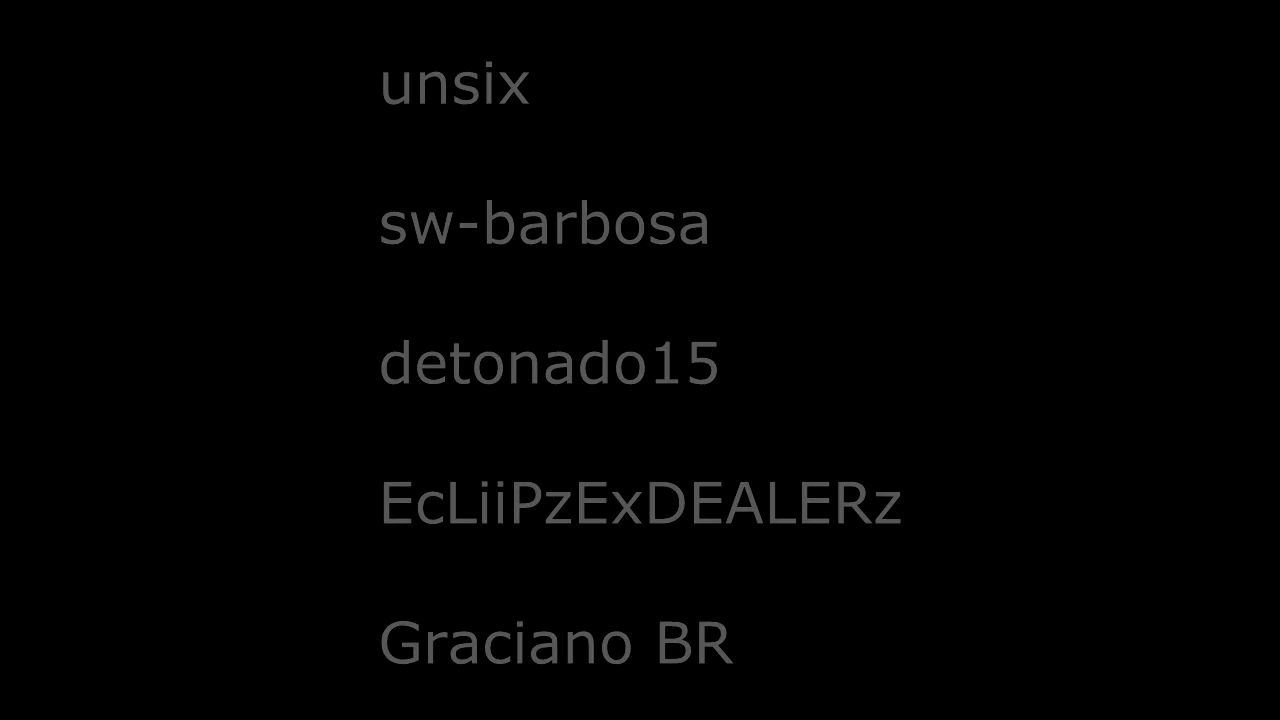 unsix
sw-barbosa
detonado15
EcLiiPzExDEALERz
Graciano BR